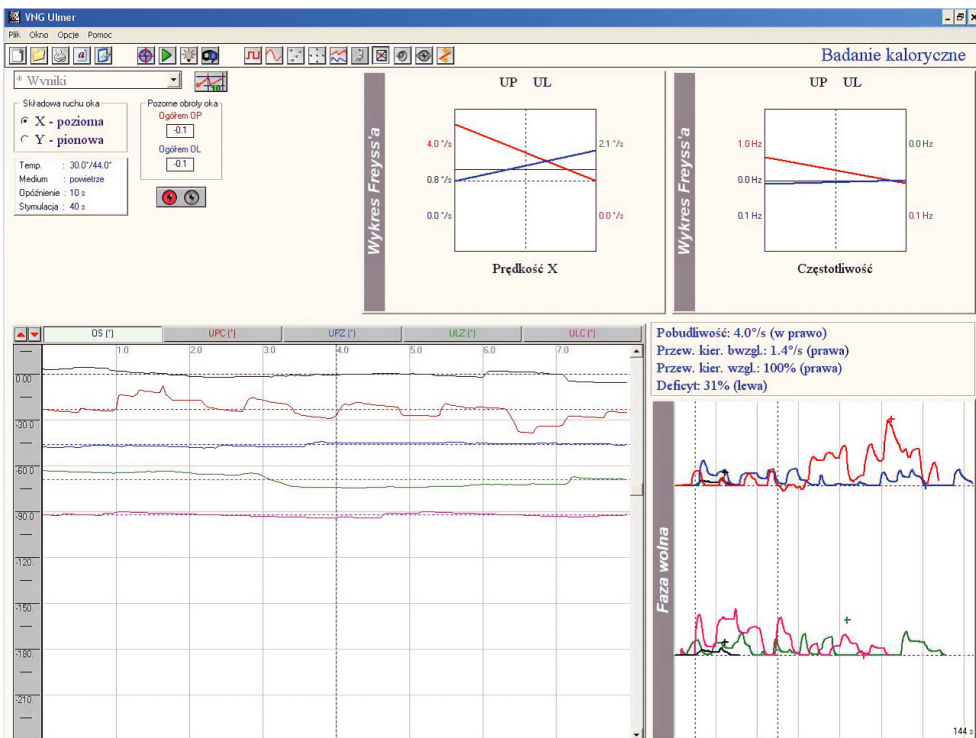 VNG Ulmer
Plik Okno Opcje Pomoc
Badanie kaloryczne
* Wyniki
Składowa ruchu oka
X - pozioma
Y - pionowa
Pozorne obroty oka
Ogółem OP
-0.1
Ogółem OL
-0.1
Temp. : 30.0°/44.0°
Medium : powietrze
Opóźnienie : 10 s
Stymulacja : 40 s
Wykres Freyss'a
UP UL
4.0 °/s
2.1 °/s
0.8 °/s
0.0 °/s
0.0 °/s
Prędkość X
Wykres Freyss'a
UP UL
1.0 Hz
0.0 Hz
0.0 Hz
0.1 Hz
0.1 Hz
Częstotliwość
OS (°) UPC (°) UPZ (°) ULZ (°) ULC (°)
1.0 2.0 3.0 4.0 5.0 6.0 7.0
0.00
-30.0
-60.0
-90.0
-120.
-150.
-180.
-210.
Pobudliwość: 4.0°/s (w prawo)
Przew. kier. bwzgl.: 1.4°/s (prawa)
Przew. kier. wzgl.: 100% (prawa)
Deficyt: 31% (lewa)
Faza wolna
144 s